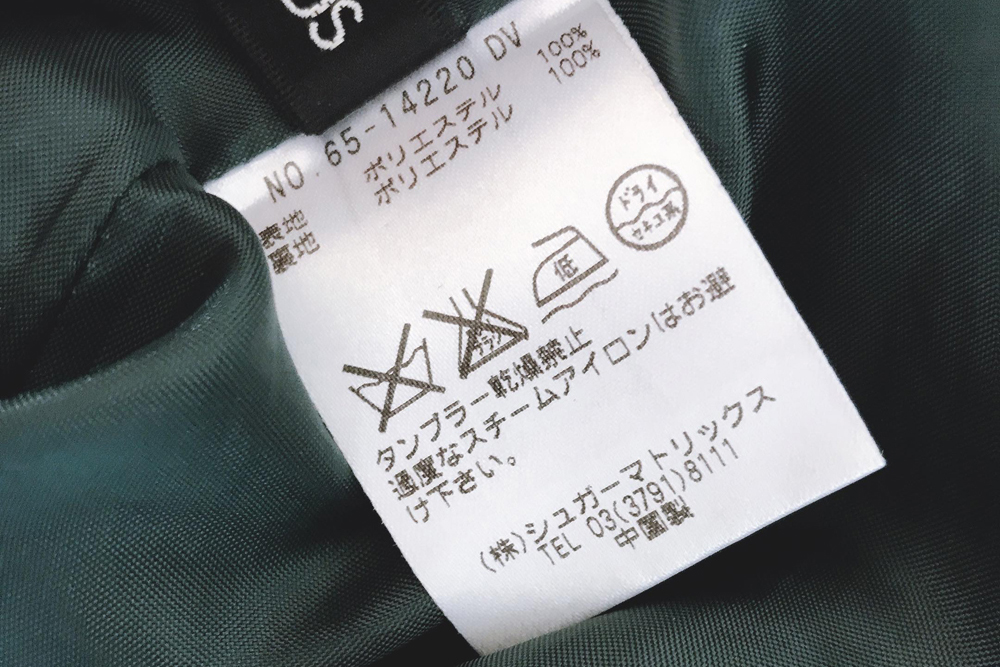 OS
NO 65-14220 DV
表地 ポリエステル 100%
裏地 ポリエステル 100%
ドライ
セキユ系
低
エンソサラシ
タンブラー乾燥禁止
過度なスチームアイロンはお避
け下さい。
(株)シュガーマトリックス
TEL 03(3791)8111
中国製